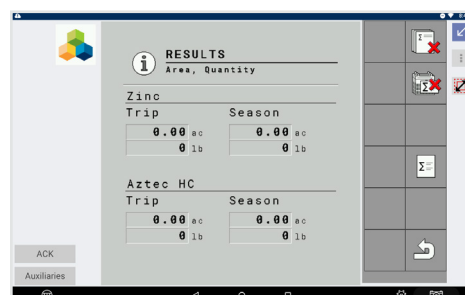 RESULTS
Area, Quantity
Zinc
Trip Season
0.00 ac 0.00 ac
0 lb 0 lb
Aztec HC
Trip Season
0.00 ac 0.00 ac
0 lb 0 lb
ACK
Auxiliaries